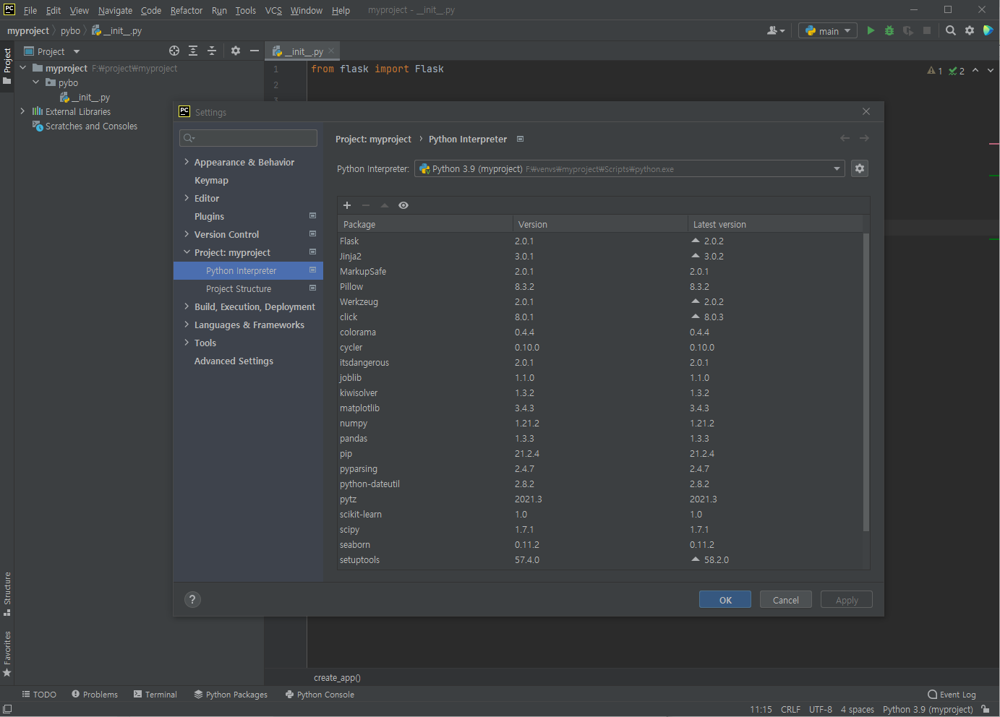 PC File Edit View Navigate Code Refactor Run Tools VCS Window Help myproject - __init__.py
myproject pybo __init__.py main
Project
Project
__init__.py
myproject F:₩project₩myproject
pybo
__init__.py
External Libraries
Scratches and Consoles
1 from flask import Flask
2
3
1 2
PC Settings
Appearance & Behavior
Keymap
Editor
Plugins
Version Control
Project: myproject
Python Interpreter
Project Structure
Build, Execution, Deployment
Languages & Frameworks
Tools
Advanced Settings
Project: myproject › Python Interpreter
Python Interpreter: Python 3.9 (myproject) F:₩venvs₩myproject₩Scripts₩python.exe
Package Version Latest version
Flask 2.0.1 2.0.2
Jinja2 3.0.1 3.0.2
MarkupSafe 2.0.1 2.0.1
Pillow 8.3.2 8.3.2
Werkzeug 2.0.1 2.0.2
click 8.0.1 8.0.3
colorama 0.4.4 0.4.4
cycler 0.10.0 0.10.0
itsdangerous 2.0.1 2.0.1
joblib 1.1.0 1.1.0
kiwisolver 1.3.2 1.3.2
matplotlib 3.4.3 3.4.3
numpy 1.21.2 1.21.2
pandas 1.3.3 1.3.3
pip 21.2.4 21.2.4
pyparsing 2.4.7 2.4.7
python-dateutil 2.8.2 2.8.2
pytz 2021.3 2021.3
scikit-learn 1.0 1.0
scipy 1.7.1 1.7.1
seaborn 0.11.2 0.11.2
setuptools 57.4.0 58.2.0
? OK Cancel Apply
Structure
Favorites
create_app()
TODO Problems Terminal Python Packages Python Console Event Log
11:15 CRLF UTF-8 4 spaces Python 3.9 (myproject)